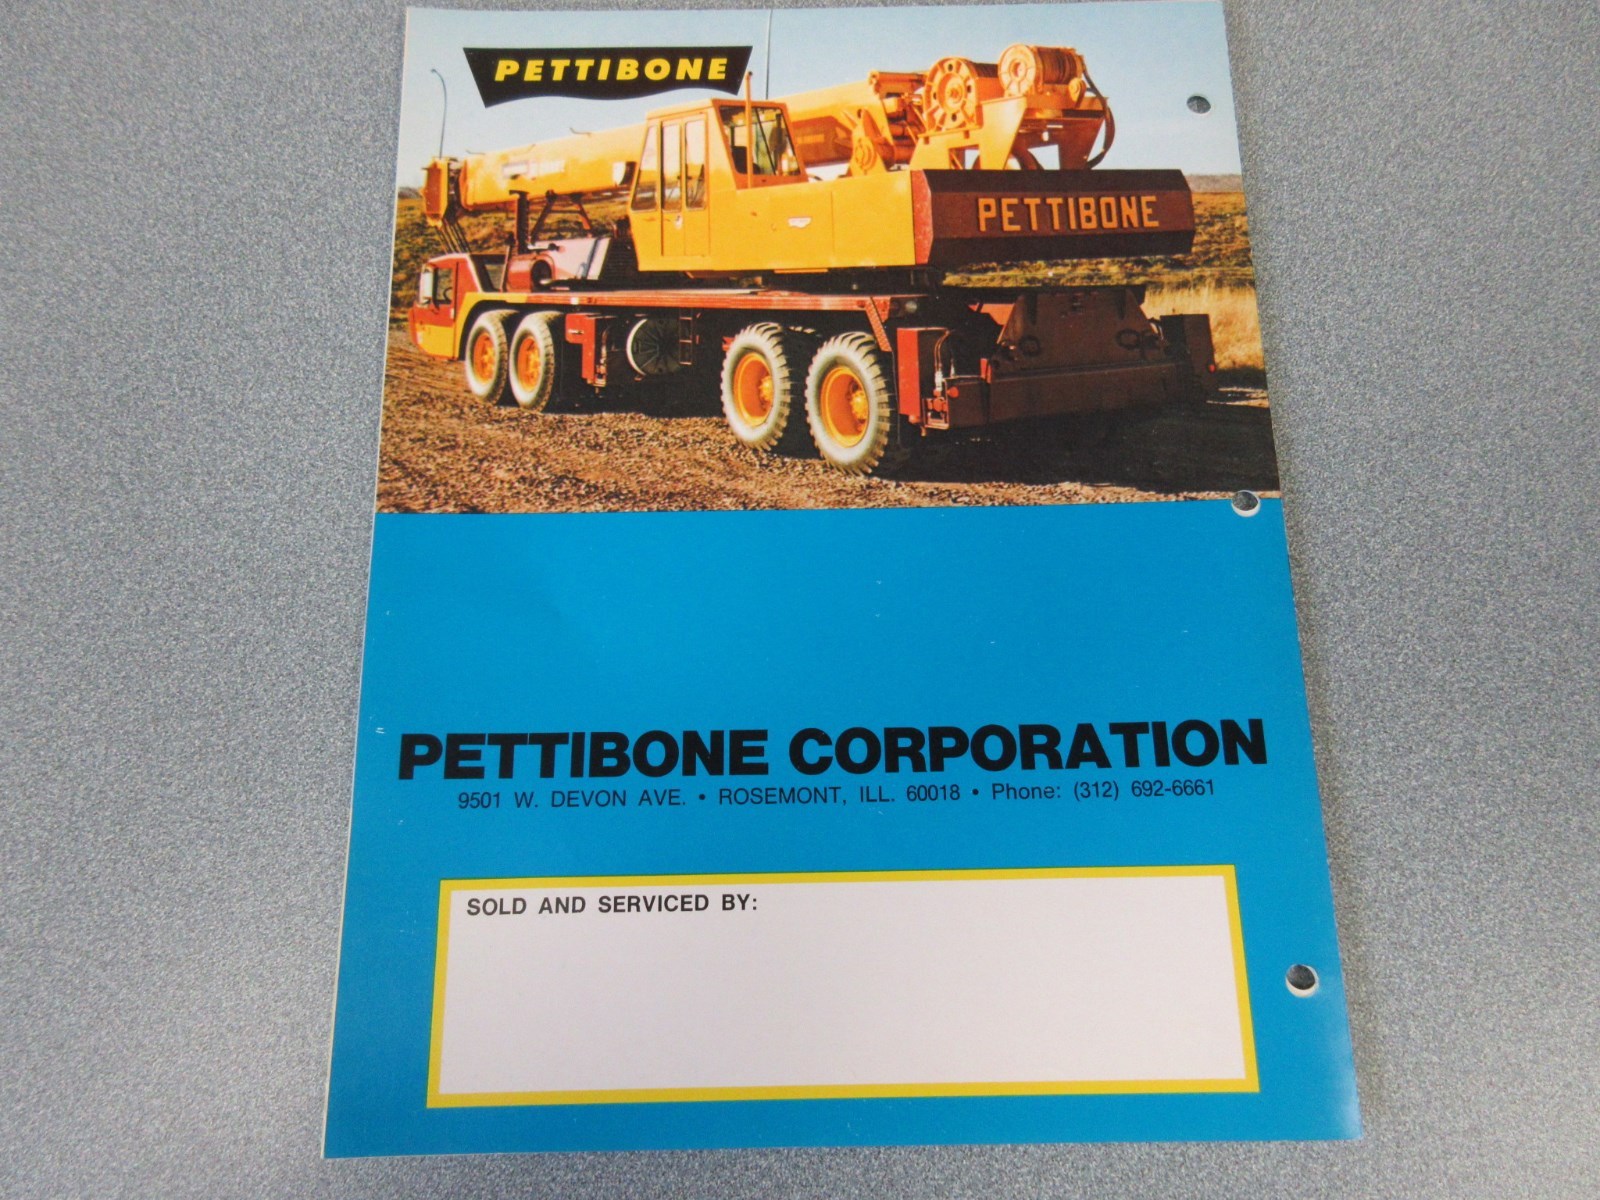 PETTIBONE
PETTIBONE
PETTIBONE CORPORATION
9501 W. DEVON AVE. • ROSEMONT, ILL. 60018 • Phone: (312) 692-6661
SOLD AND SERVICED BY: